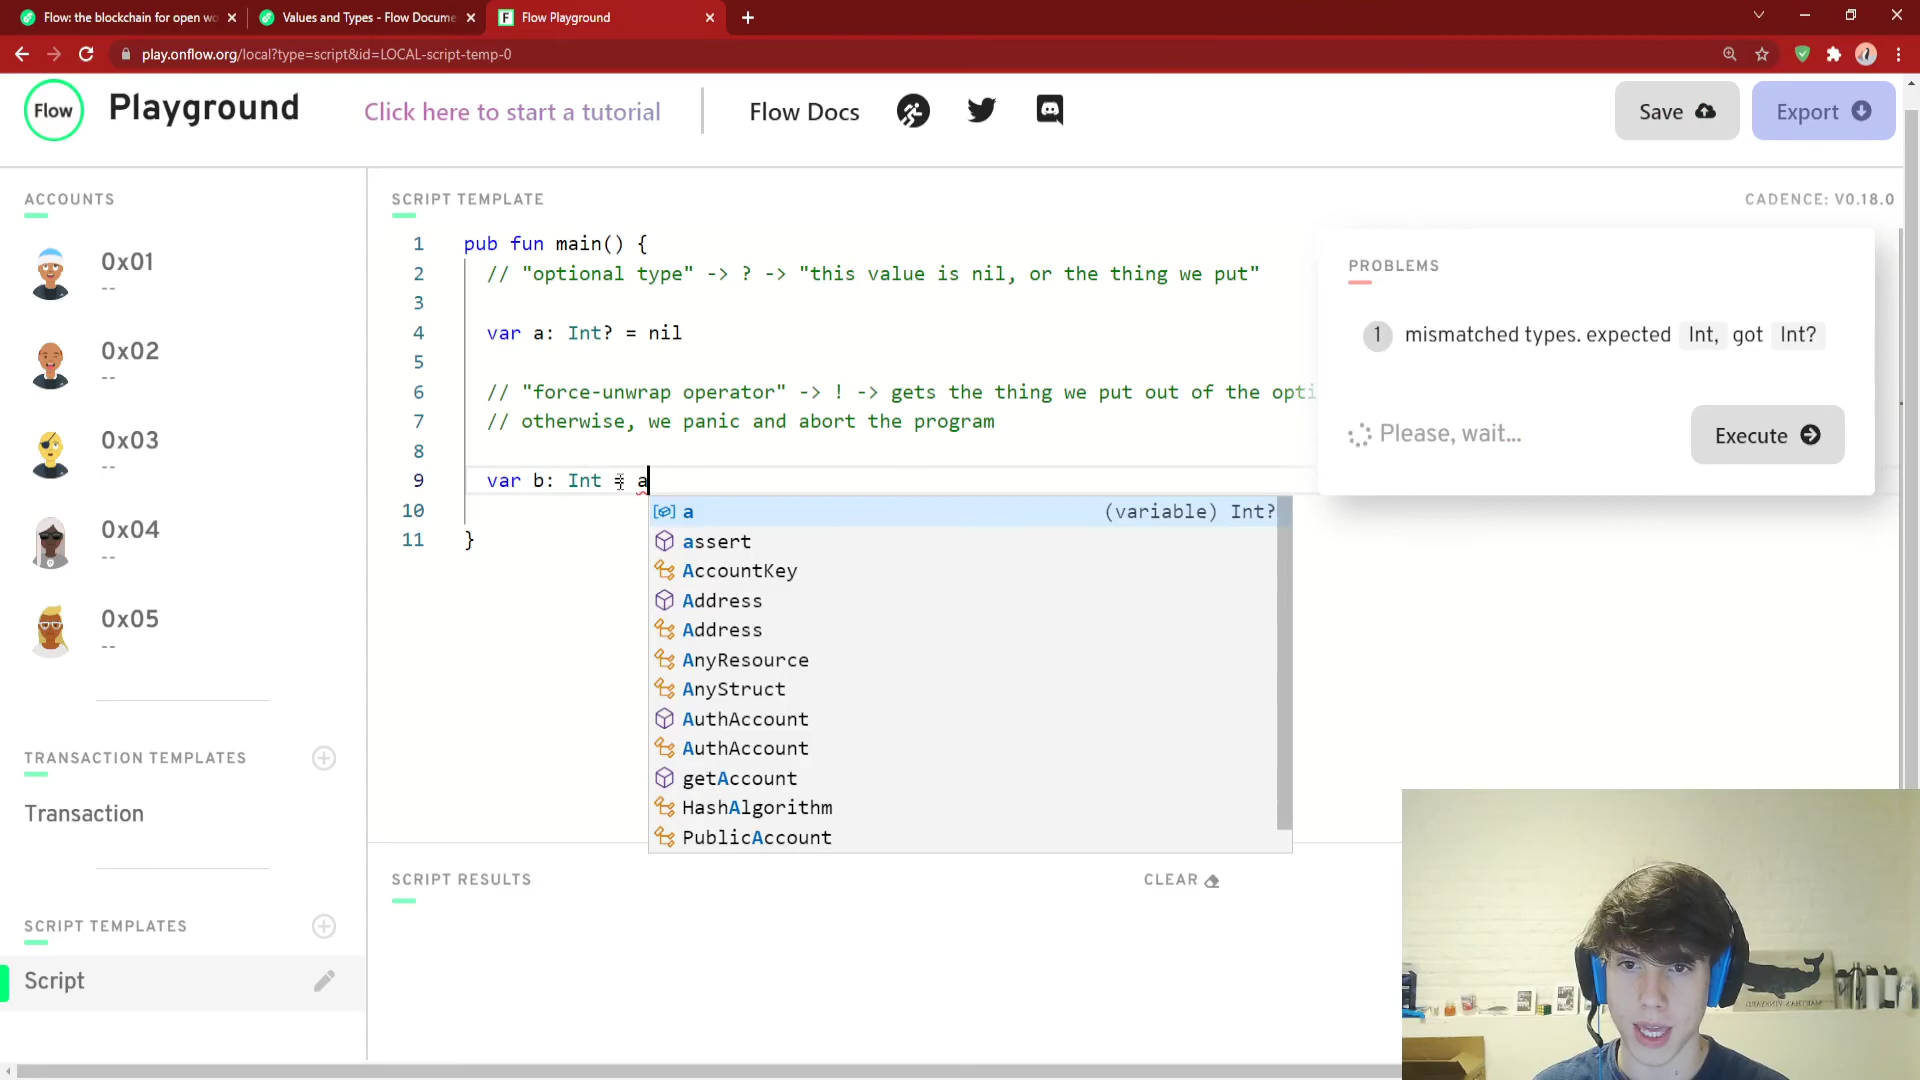 Flow: the blockchain for open wo
Values and Types - Flow Docume
F
Flow Playground
play.onflow.org/local?type=script&id=LOCAL-script-temp-0
Flow
Playground
Click here to start a tutorial
Flow Docs
Save
Export
ACCOUNTS
0x01
--
0x02
--
0x03
--
0x04
--
0x05
--
TRANSACTION TEMPLATES
Transaction
SCRIPT TEMPLATES
Script
SCRIPT TEMPLATE
CADENCE: V0.18.0
1 pub fun main() {
2 // "optional type" -> ? -> "this value is nil, or the thing we put"
3
4 var a: Int? = nil
5
6 // "force-unwrap operator" -> ! -> gets the thing we put out of the opti
7 // otherwise, we panic and abort the program
8
9 var b: Int = a
10
11 }
a (variable) Int?
assert
AccountKey
Address
Address
AnyResource
AnyStruct
AuthAccount
AuthAccount
getAccount
HashAlgorithm
PublicAccount
PROBLEMS
1 mismatched types. expected Int, got Int?
Please, wait...
Execute
SCRIPT RESULTS
CLEAR